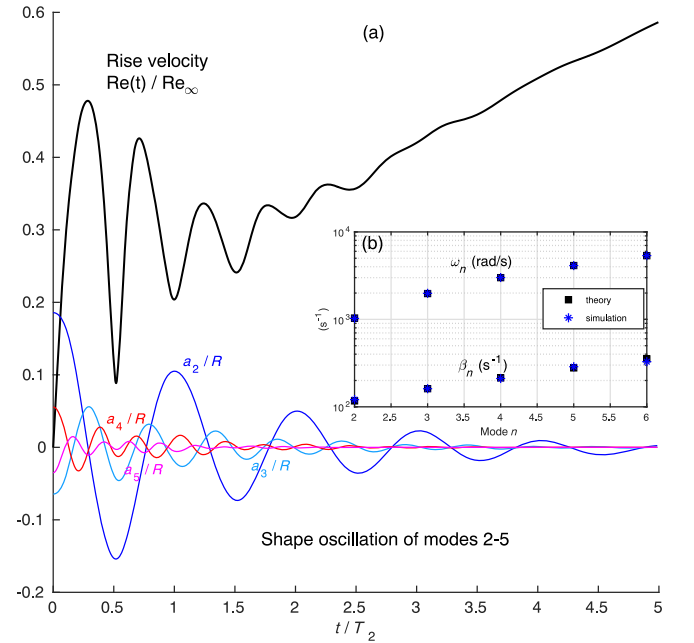 0.6
0.5
0.4
0.3
0.2
0.1
0
-0.1
-0.2
(a)
Rise velocity
Re(t) / Re∞
a2 / R
a4 / R
a5 / R
a3 / R
Shape oscillation of modes 2-5
0 0.5 1 1.5 2 2.5 3 3.5 4 4.5 5
t / T2
(b)
10^4
10^3
10^2
(s^-1)
ωn (rad/s)
theory
simulation
βn (s^-1)
2 2.5 3 3.5 4 4.5 5 5.5 6
Mode n